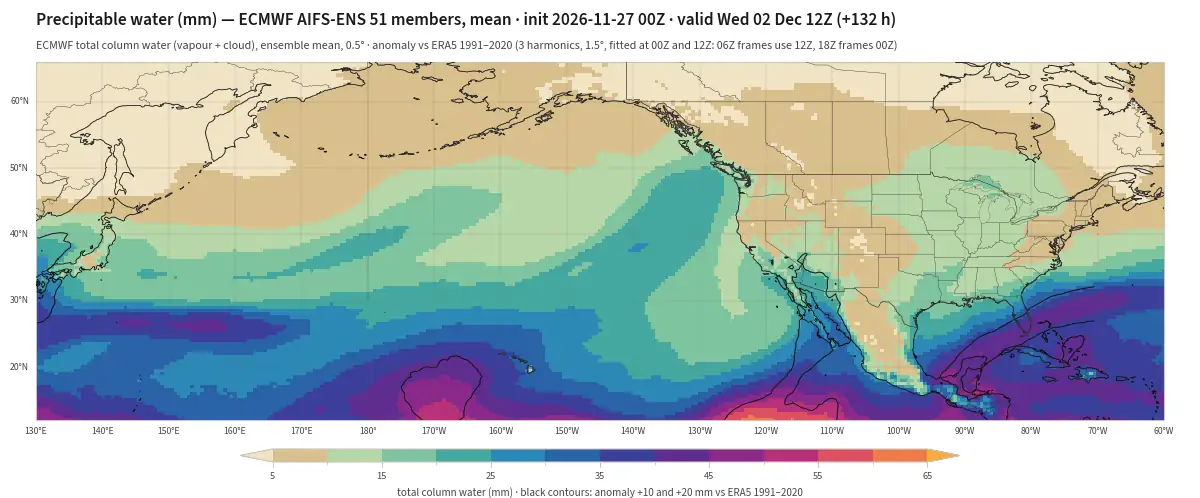 Precipitable water (mm) — ECMWF AIFS-ENS 51 members, mean · init 2026-11-27 00Z · valid Wed 02 Dec 12Z (+132 h)
ECMWF total column water (vapour + cloud), ensemble mean, 0.5° · anomaly vs ERA5 1991–2020 (3 harmonics, 1.5°, fitted at 00Z and 12Z: 06Z frames use 12Z, 18Z frames 00Z)
60°N
50°N
40°N
30°N
20°N
130°E 140°E 150°E 160°E 170°E 180° 170°W 160°W 150°W 140°W 130°W 120°W 110°W 100°W 90°W 80°W 70°W 60°W
5 15 25 35 45 55 65
total column water (mm) · black contours: anomaly +10 and +20 mm vs ERA5 1991–2020